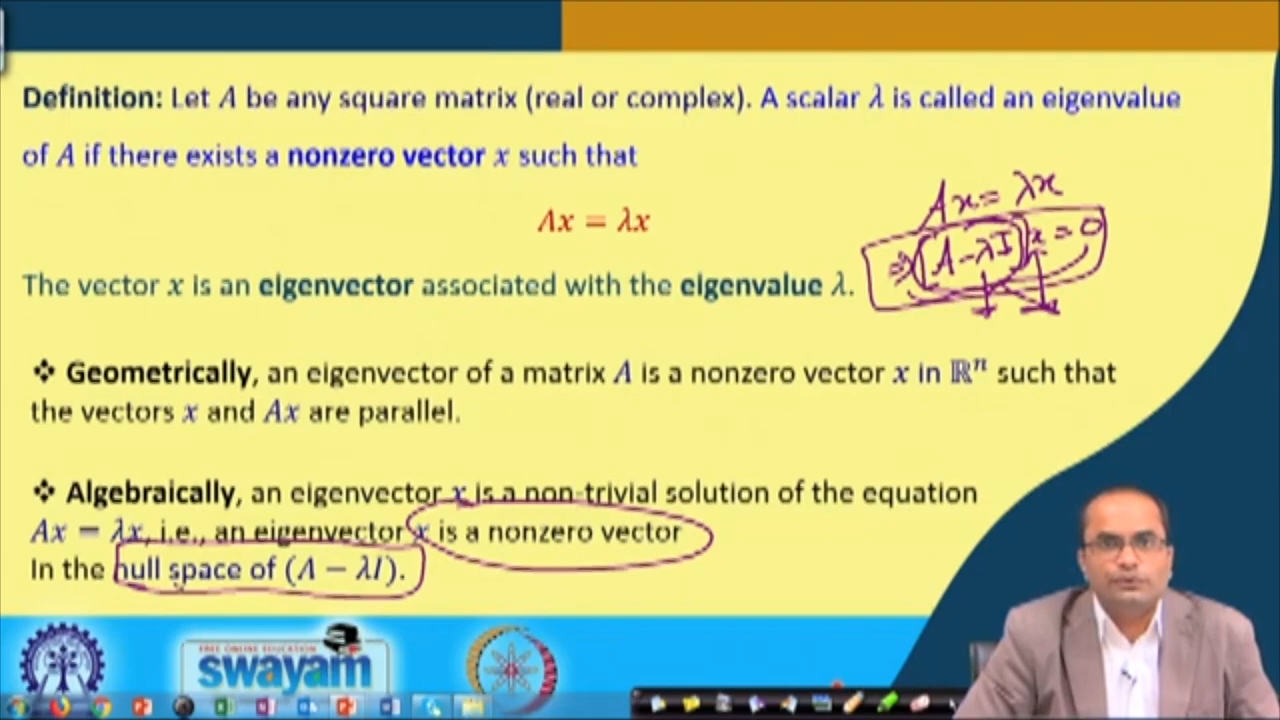 Definition: Let A be any square matrix (real or complex). A scalar λ is called an eigenvalue
of A if there exists a nonzero vector x such that
Ax = λx
Ax = λx
⇒ (A - λI) x = 0
The vector x is an eigenvector associated with the eigenvalue λ.
❖ Geometrically, an eigenvector of a matrix A is a nonzero vector x in ℝⁿ such that
the vectors x and Ax are parallel.
❖ Algebraically, an eigenvector x is a non-trivial solution of the equation
Ax = λx, i.e., an eigenvector x is a nonzero vector
In the null space of (A − λI).
FREE ONLINE EDUCATION
swayam